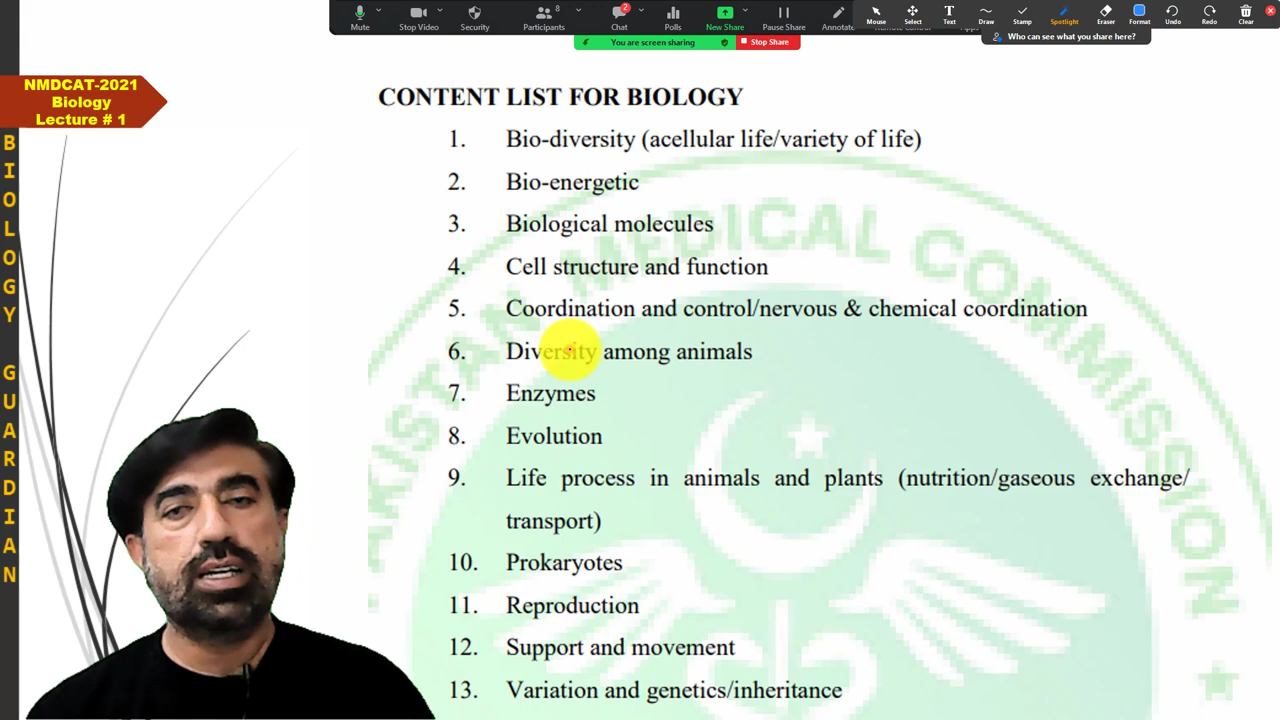 Mute
Stop Video
Security
8
Participants
2
Chat
Polls
New Share
Pause Share
Annotate
Mouse
Select
Text
Draw
Stamp
Spotlight
Eraser
Format
Undo
Redo
Clear
You are screen sharing
Stop Share
Who can see what you share here?
NMDCAT-2021
Biology
Lecture # 1
BIOLOGY GUARDIAN
CONTENT LIST FOR BIOLOGY
1. Bio-diversity (acellular life/variety of life)
2. Bio-energetic
3. Biological molecules
4. Cell structure and function
5. Coordination and control/nervous & chemical coordination
6. Diversity among animals
7. Enzymes
8. Evolution
9. Life process in animals and plants (nutrition/gaseous exchange/
transport)
10. Prokaryotes
11. Reproduction
12. Support and movement
13. Variation and genetics/inheritance
PAKISTAN MEDICAL COMMISSION